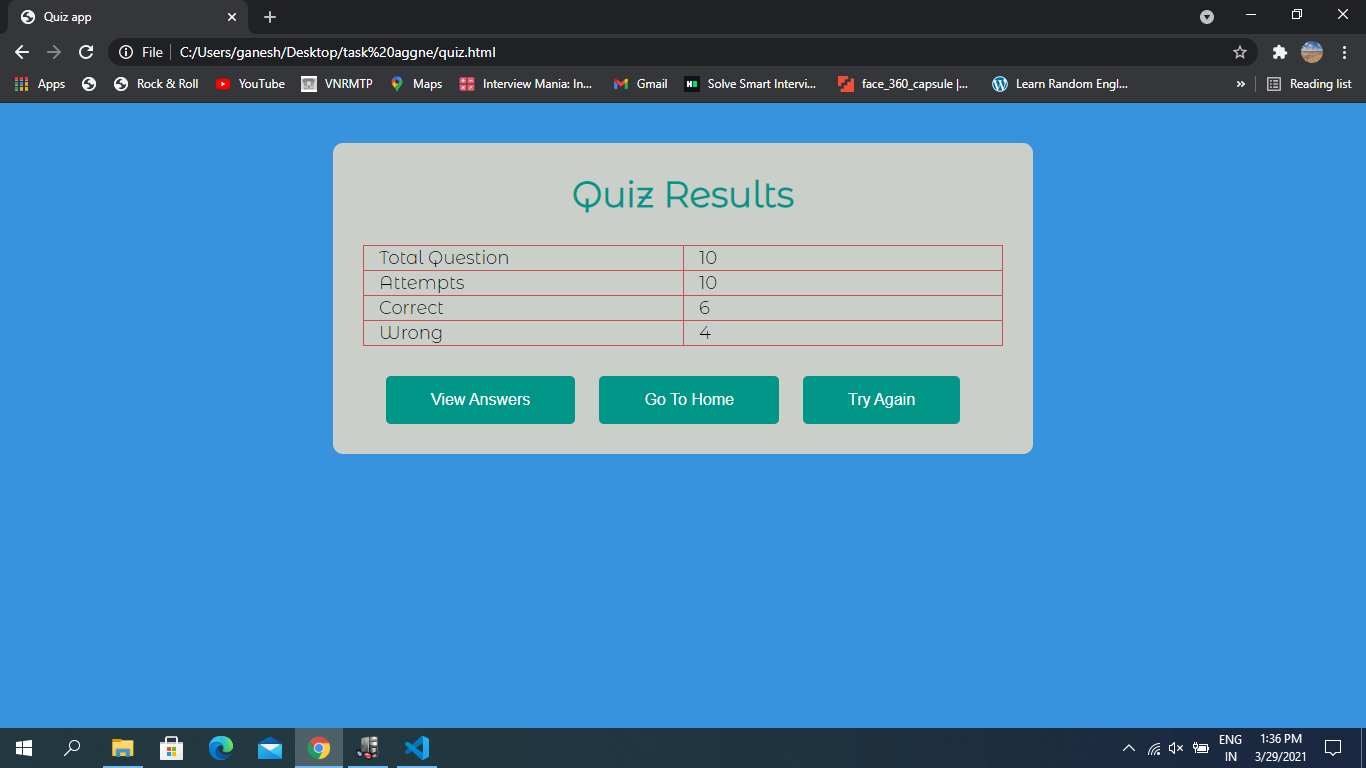 Quiz app
File C:/Users/ganesh/Desktop/task%20aggne/quiz.html
Apps Rock & Roll YouTube VNRMTP Maps Interview Mania: In... Gmail Solve Smart Intervi... face_360_capsule |... Learn Random Engl... » Reading list
Quiz Results
Total Question 10
Attempts 10
Correct 6
Wrong 4
View Answers Go To Home Try Again
ENG 1:36 PM
IN 3/29/2021